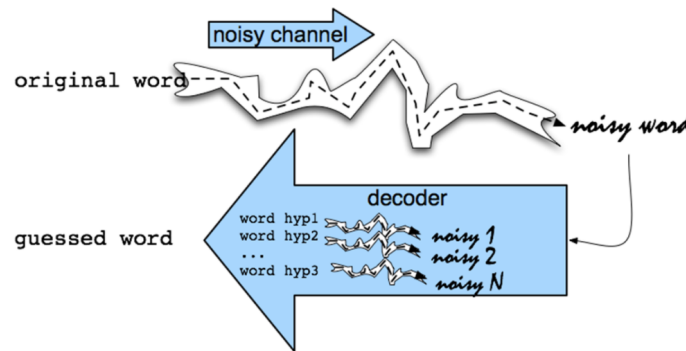 noisy channel
original word
noisy word
decoder
word hyp1 noisy 1
word hyp2 noisy 2
...
word hyp3 noisy N
guessed word